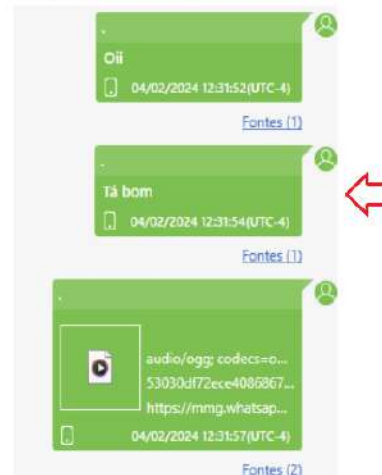 .
Oii
04/02/2024 12:31:52(UTC-4)
Fontes (1)
.
Tá bom
04/02/2024 12:31:54(UTC-4)
Fontes (1)
.
audio/ogg; codecs=o...
53030df72ece4086867...
https://mmg.whatsap...
04/02/2024 12:31:57(UTC-4)
Fontes (2)